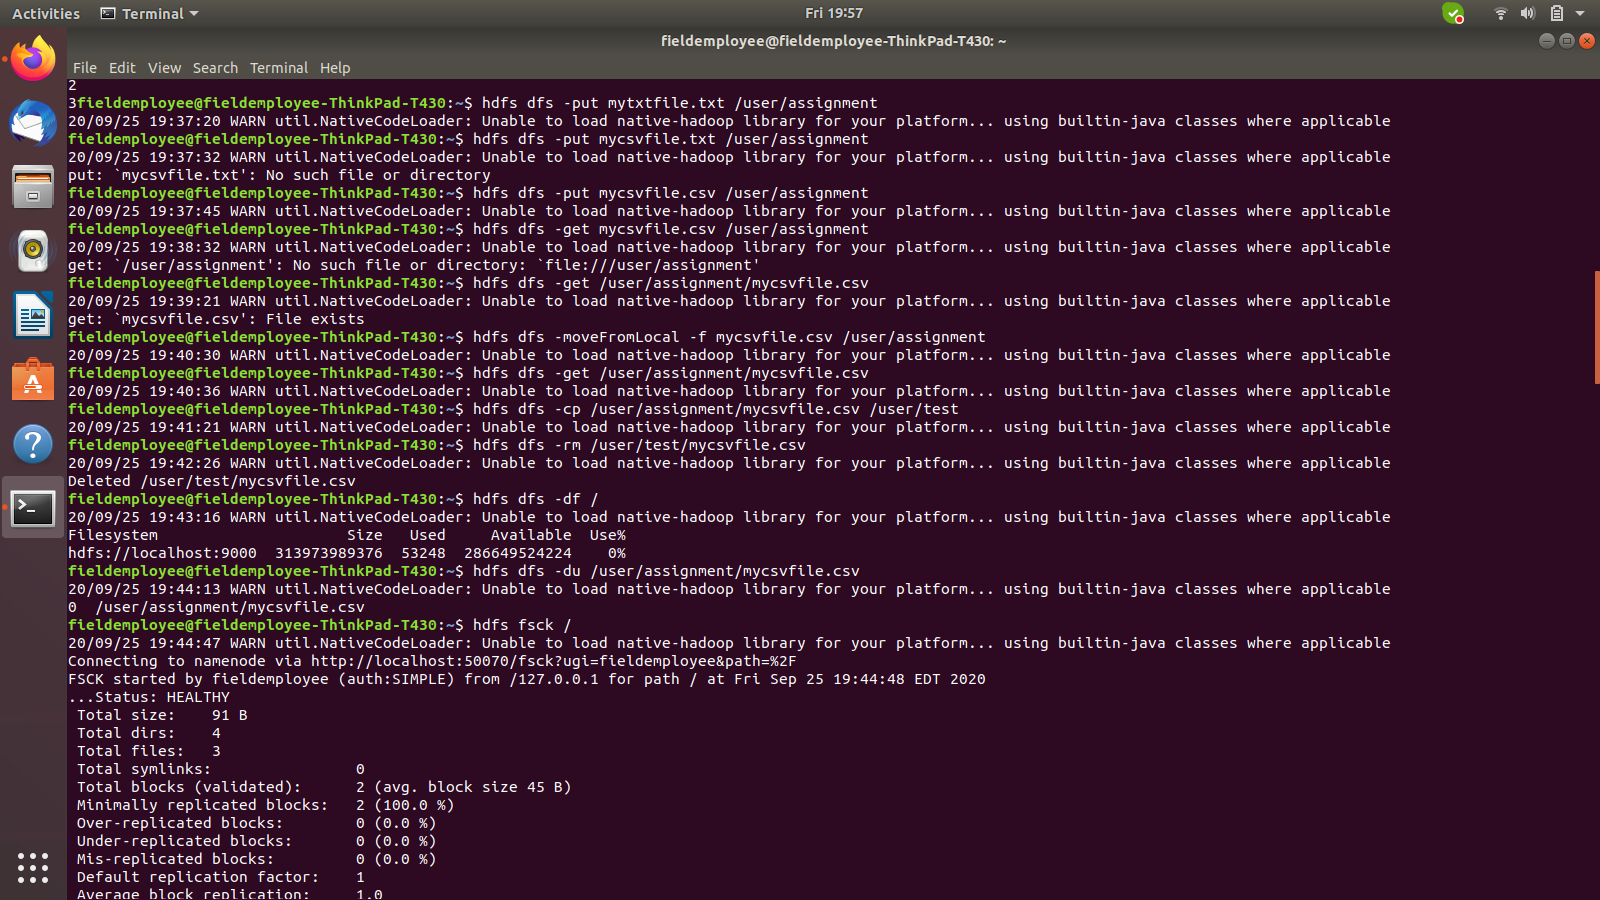 Activities Terminal Fri 19:57
fieldemployee@fieldemployee-ThinkPad-T430: ~
File Edit View Search Terminal Help
2
3fieldemployee@fieldemployee-ThinkPad-T430:~$ hdfs dfs -put mytxtfile.txt /user/assignment
20/09/25 19:37:20 WARN util.NativeCodeLoader: Unable to load native-hadoop library for your platform... using builtin-java classes where applicable
fieldemployee@fieldemployee-ThinkPad-T430:~$ hdfs dfs -put mycsvfile.txt /user/assignment
20/09/25 19:37:32 WARN util.NativeCodeLoader: Unable to load native-hadoop library for your platform... using builtin-java classes where applicable
put: `mycsvfile.txt': No such file or directory
fieldemployee@fieldemployee-ThinkPad-T430:~$ hdfs dfs -put mycsvfile.csv /user/assignment
20/09/25 19:37:45 WARN util.NativeCodeLoader: Unable to load native-hadoop library for your platform... using builtin-java classes where applicable
fieldemployee@fieldemployee-ThinkPad-T430:~$ hdfs dfs -get mycsvfile.csv /user/assignment
20/09/25 19:38:32 WARN util.NativeCodeLoader: Unable to load native-hadoop library for your platform... using builtin-java classes where applicable
get: `/user/assignment': No such file or directory: `file:///user/assignment'
fieldemployee@fieldemployee-ThinkPad-T430:~$ hdfs dfs -get /user/assignment/mycsvfile.csv
20/09/25 19:39:21 WARN util.NativeCodeLoader: Unable to load native-hadoop library for your platform... using builtin-java classes where applicable
get: `mycsvfile.csv': File exists
fieldemployee@fieldemployee-ThinkPad-T430:~$ hdfs dfs -moveFromLocal -f mycsvfile.csv /user/assignment
20/09/25 19:40:30 WARN util.NativeCodeLoader: Unable to load native-hadoop library for your platform... using builtin-java classes where applicable
fieldemployee@fieldemployee-ThinkPad-T430:~$ hdfs dfs -get /user/assignment/mycsvfile.csv
20/09/25 19:40:36 WARN util.NativeCodeLoader: Unable to load native-hadoop library for your platform... using builtin-java classes where applicable
fieldemployee@fieldemployee-ThinkPad-T430:~$ hdfs dfs -cp /user/assignment/mycsvfile.csv /user/test
20/09/25 19:41:21 WARN util.NativeCodeLoader: Unable to load native-hadoop library for your platform... using builtin-java classes where applicable
fieldemployee@fieldemployee-ThinkPad-T430:~$ hdfs dfs -rm /user/test/mycsvfile.csv
20/09/25 19:42:26 WARN util.NativeCodeLoader: Unable to load native-hadoop library for your platform... using builtin-java classes where applicable
Deleted /user/test/mycsvfile.csv
fieldemployee@fieldemployee-ThinkPad-T430:~$ hdfs dfs -df /
20/09/25 19:43:16 WARN util.NativeCodeLoader: Unable to load native-hadoop library for your platform... using builtin-java classes where applicable
Filesystem Size Used Available Use%
hdfs://localhost:9000 313973989376 53248 286649524224 0%
fieldemployee@fieldemployee-ThinkPad-T430:~$ hdfs dfs -du /user/assignment/mycsvfile.csv
20/09/25 19:44:13 WARN util.NativeCodeLoader: Unable to load native-hadoop library for your platform... using builtin-java classes where applicable
0 /user/assignment/mycsvfile.csv
fieldemployee@fieldemployee-ThinkPad-T430:~$ hdfs fsck /
20/09/25 19:44:47 WARN util.NativeCodeLoader: Unable to load native-hadoop library for your platform... using builtin-java classes where applicable
Connecting to namenode via http://localhost:50070/fsck?ugi=fieldemployee&path=%2F
FSCK started by fieldemployee (auth:SIMPLE) from /127.0.0.1 for path / at Fri Sep 25 19:44:48 EDT 2020
...Status: HEALTHY
Total size: 91 B
Total dirs: 4
Total files: 3
Total symlinks: 0
Total blocks (validated): 2 (avg. block size 45 B)
Minimally replicated blocks: 2 (100.0 %)
Over-replicated blocks: 0 (0.0 %)
Under-replicated blocks: 0 (0.0 %)
Mis-replicated blocks: 0 (0.0 %)
Default replication factor: 1
Average block replication: 1.0